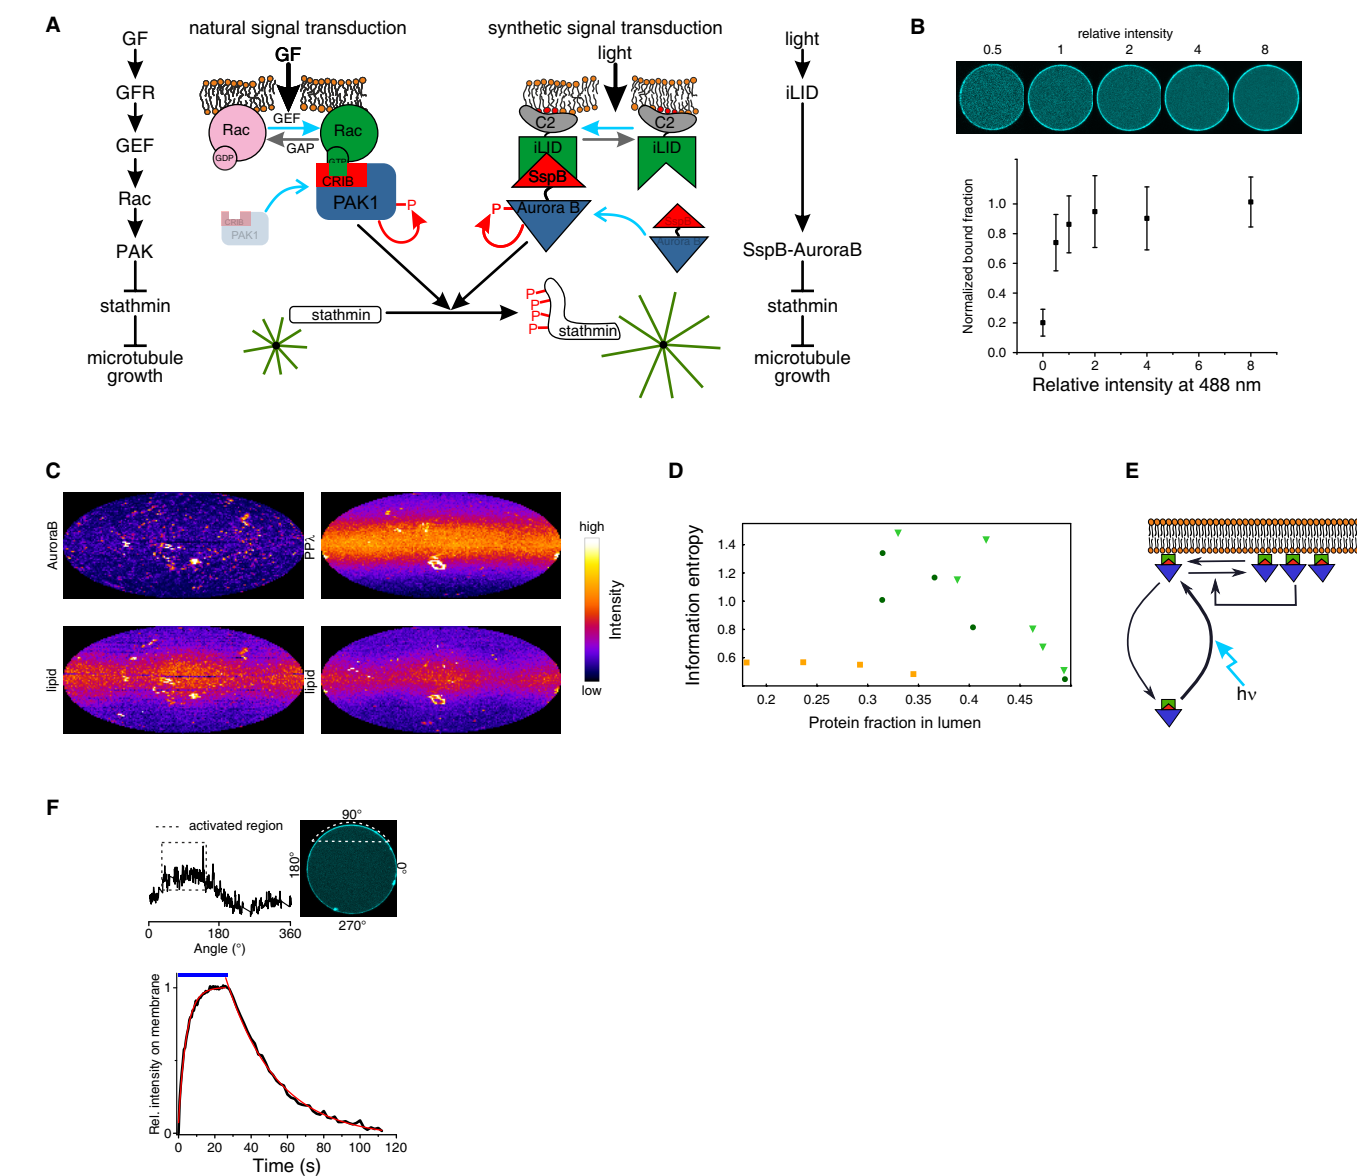 A
natural signal transduction
synthetic signal transduction
GF
GFR
GEF
Rac
PAK
stathmin
microtubule
growth
GF
GEF
GAP
Rac
GDP
Rac
GTP
CRIB
PAK1
P
CRIB
PAK1
light
C2
C2
iLID
iLID
SspB
Aurora B
P
SspB
Aurora B
stathmin
P
P
P
P
stathmin
light
iLID
SspB-AuroraB
stathmin
microtubule
growth
B
relative intensity
0.5 1 2 4 8
Normalized bound fraction
1.0
0.8
0.6
0.4
0.2
0.0
0 2 4 6 8
Relative intensity at 488 nm
C
AuroraB
PPλ
lipid
lipid
high
Intensity
low
D
Information entropy
1.4
1.2
1.0
0.8
0.6
0.2 0.25 0.3 0.35 0.4 0.45
Protein fraction in lumen
E
hν
F
activated region
0 180 360
Angle (°)
90°
180°
0°
270°
Rel. intensity on membrane
1
0
0 20 40 60 80 100 120
Time (s)